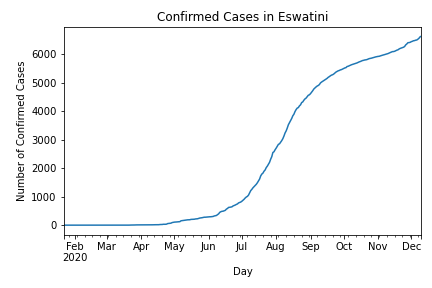 Confirmed Cases in Eswatini
Number of Confirmed Cases
6000
5000
4000
3000
2000
1000
0
Feb Mar Apr May Jun Jul Aug Sep Oct Nov Dec
2020
Day